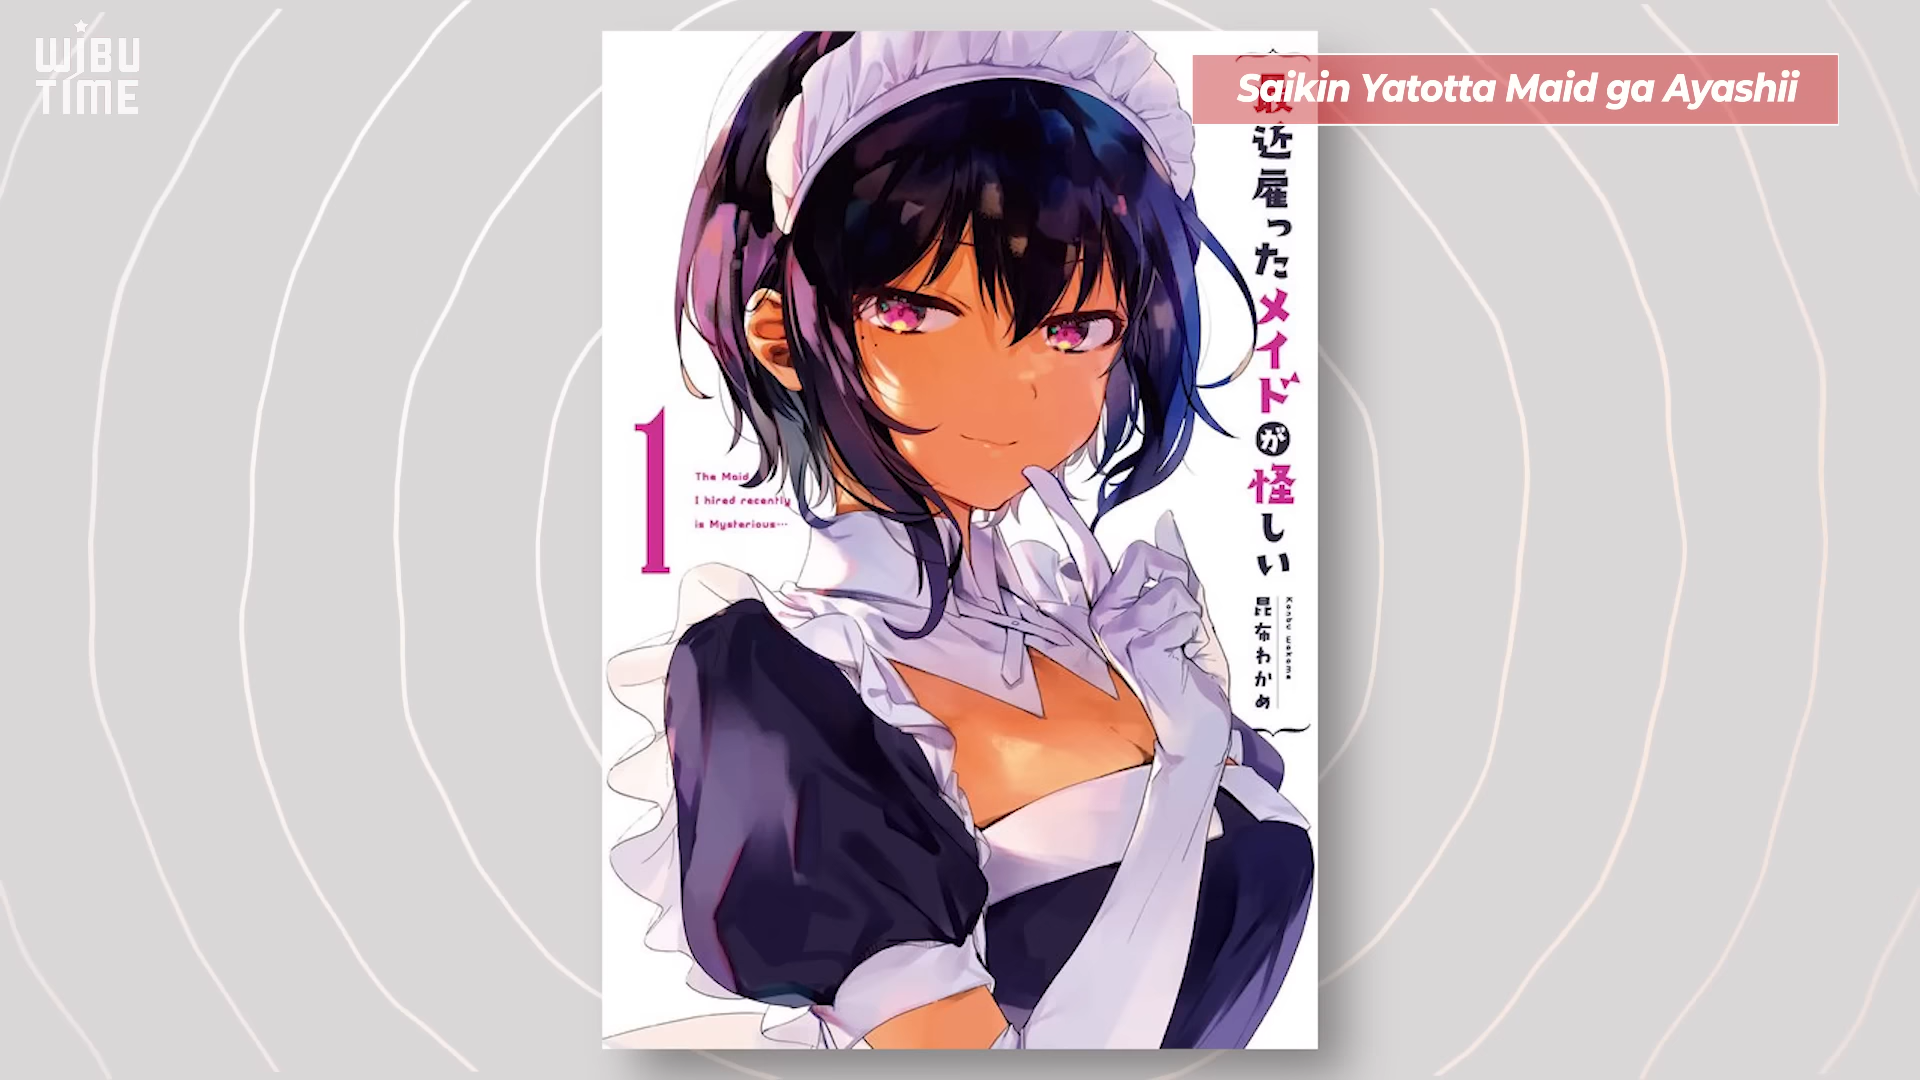 WIBU
TIME
Saikin Yatotta Maid ga Ayashii
最近雇ったメイドが怪しい
昆布わかめ
Konbu Wakame
1
The Maid
I hired recently
is Mysterious…